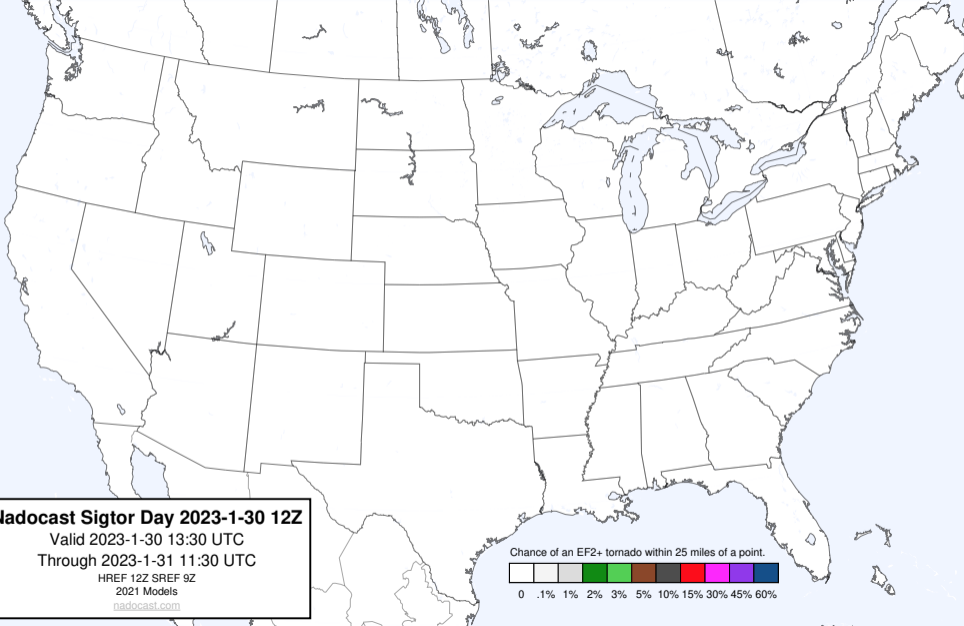 Nadocast Sigtor Day 2023-1-30 12Z
Valid 2023-1-30 13:30 UTC
Through 2023-1-31 11:30 UTC
HREF 12Z SREF 9Z
2021 Models
nadocast.com
Chance of an EF2+ tornado within 25 miles of a point.
0 .1% 1% 2% 3% 5% 10% 15% 30% 45% 60%